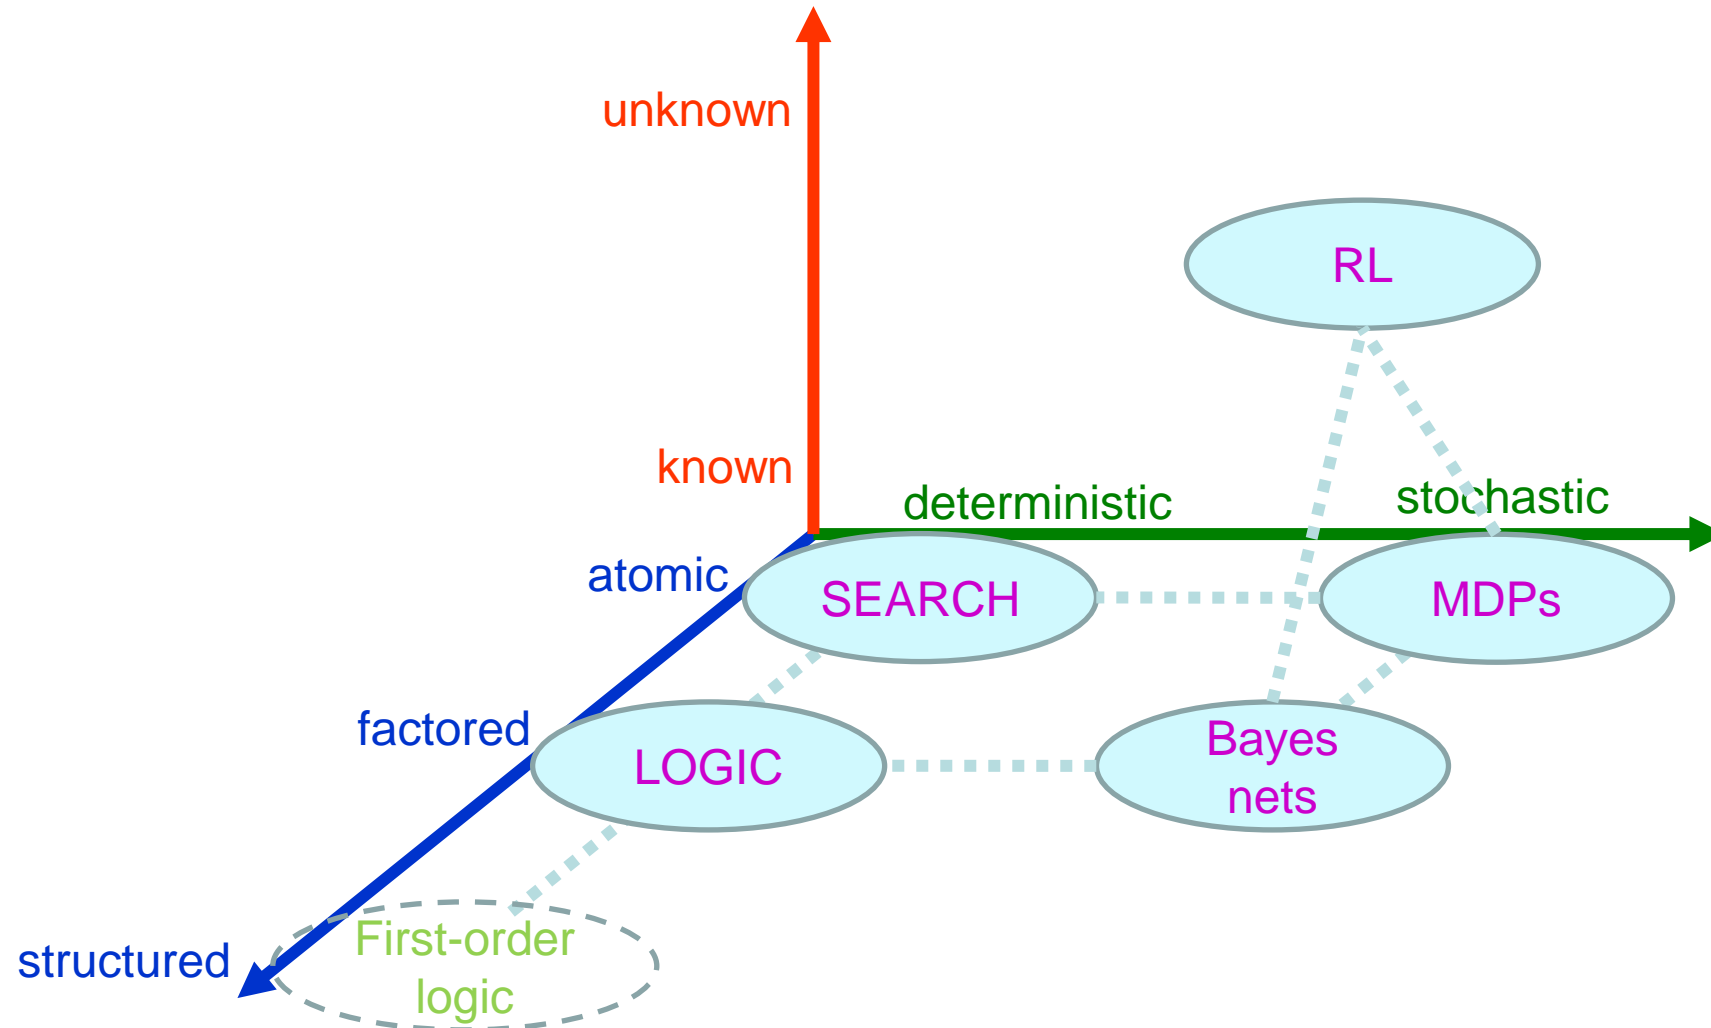 unknown
RL
known
deterministic
stochastic
atomic
SEARCH
MDPs
factored
LOGIC
Bayes
nets
structured
First-order
logic